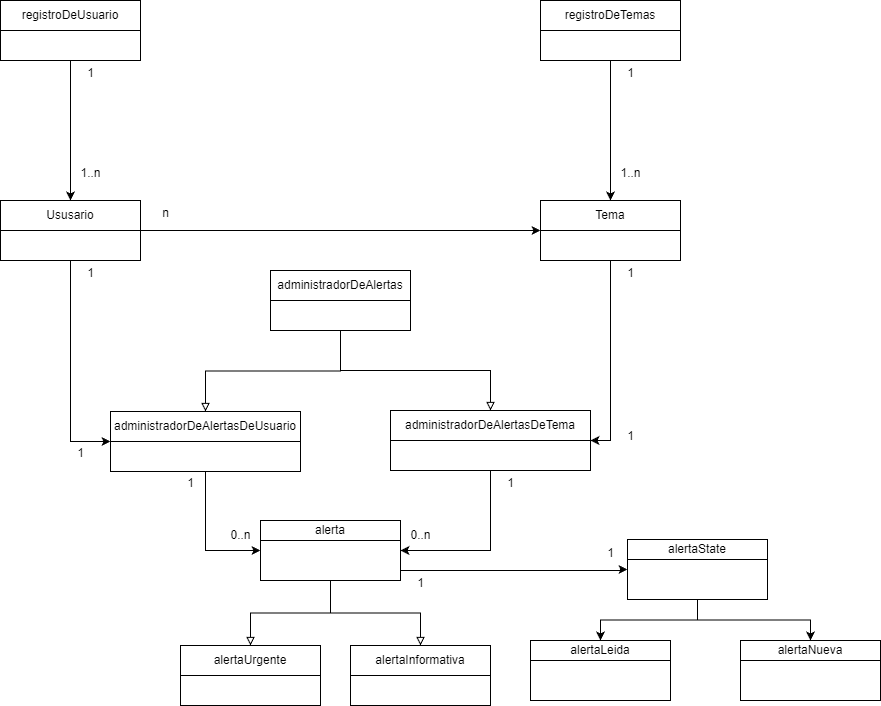 registroDeUsuario
registroDeTemas
1
1
1..n
1..n
Ususario
n
Tema
1
1
administradorDeAlertas
administradorDeAlertasDeUsuario
administradorDeAlertasDeTema
1
1
1
1
0..n
alerta
0..n
1
alertaState
1
alertaUrgente
alertaInformativa
alertaLeida
alertaNueva